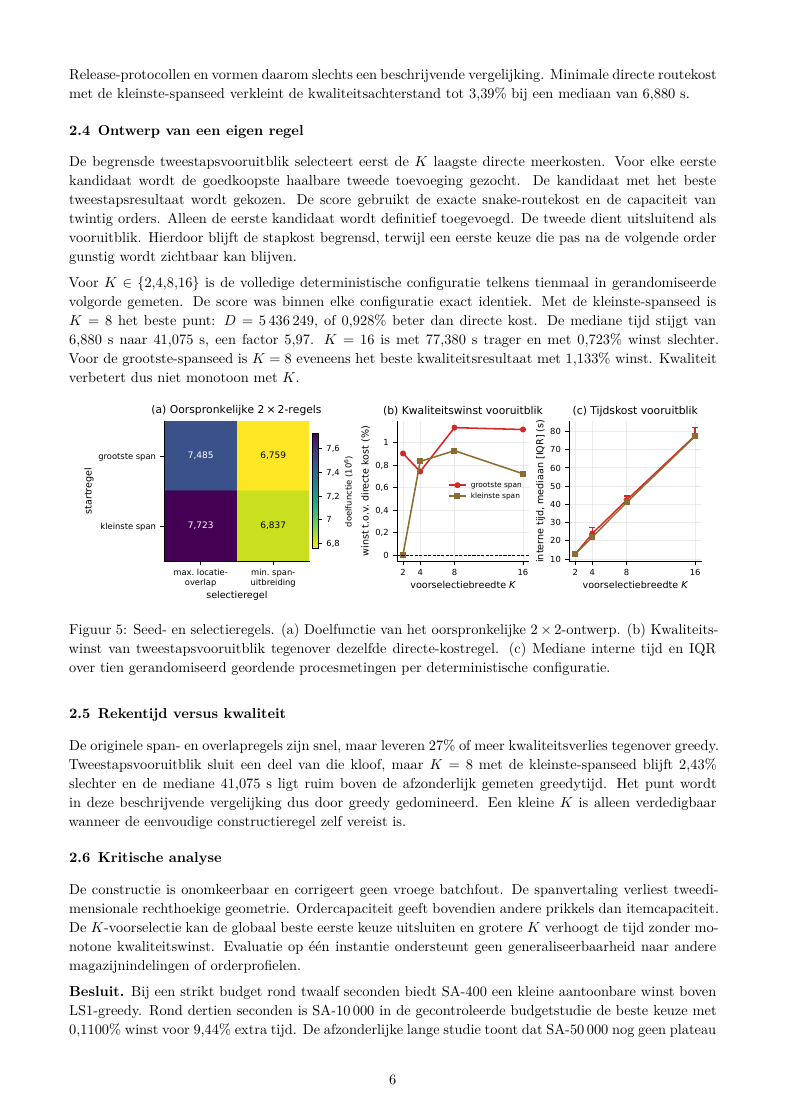 Release-protocollen en vormen daarom slechts een beschrijvende vergelijking. Minimale directe routekost
met de kleinste-spanseed verkleint de kwaliteitsachterstand tot 3,39% bij een mediaan van 6,880 s.
2.4 Ontwerp van een eigen regel
De begrensde tweestapsvooruitblik selecteert eerst de K laagste directe meerkosten. Voor elke eerste
kandidaat wordt de goedkoopste haalbare tweede toevoeging gezocht. De kandidaat met het beste
tweestapsresultaat wordt gekozen. De score gebruikt de exacte snake-routekost en de capaciteit van
twintig orders. Alleen de eerste kandidaat wordt definitief toegevoegd. De tweede dient uitsluitend als
vooruitblik. Hierdoor blijft de stapkost begrensd, terwijl een eerste keuze die pas na de volgende order
gunstig wordt zichtbaar kan blijven.
Voor K ∈ {2,4,8,16} is de volledige deterministische configuratie telkens tienmaal in gerandomiseerde
volgorde gemeten. De score was binnen elke configuratie exact identiek. Met de kleinste-spanseed is
K = 8 het beste punt: D = 5 436 249, of 0,928% beter dan directe kost. De mediane tijd stijgt van
6,880 s naar 41,075 s, een factor 5,97. K = 16 is met 77,380 s trager en met 0,723% winst slechter.
Voor de grootste-spanseed is K = 8 eveneens het beste kwaliteitsresultaat met 1,133% winst. Kwaliteit
verbetert dus niet monotoon met K.
(a) Oorspronkelijke 2 × 2-regels
startregel
grootste span
kleinste span
7,485
6,759
7,723
6,837
max. locatie-
overlap
min. span-
uitbreiding
selectieregel
7,6
7,4
7,2
7
6,8
doelfunctie (10⁶)
(b) Kwaliteitswinst vooruitblik
winst t.o.v. directe kost (%)
1
0,8
0,6
0,4
0,2
0
grootste span
kleinste span
2 4 8 16
voorselectiebreedte K
(c) Tijdskost vooruitblik
interne tijd, mediaan [IQR] (s)
80
70
60
50
40
30
20
10
2 4 8 16
voorselectiebreedte K
Figuur 5: Seed- en selectieregels. (a) Doelfunctie van het oorspronkelijke 2 × 2-ontwerp. (b) Kwaliteits-
winst van tweestapsvooruitblik tegenover dezelfde directe-kostregel. (c) Mediane interne tijd en IQR
over tien gerandomiseerd geordende procesmetingen per deterministische configuratie.
2.5 Rekentijd versus kwaliteit
De originele span- en overlapregels zijn snel, maar leveren 27% of meer kwaliteitsverlies tegenover greedy.
Tweestapsvooruitblik sluit een deel van die kloof, maar K = 8 met de kleinste-spanseed blijft 2,43%
slechter en de mediane 41,075 s ligt ruim boven de afzonderlijk gemeten greedytijd. Het punt wordt
in deze beschrijvende vergelijking dus door greedy gedomineerd. Een kleine K is alleen verdedigbaar
wanneer de eenvoudige constructieregel zelf vereist is.
2.6 Kritische analyse
De constructie is onomkeerbaar en corrigeert geen vroege batchfout. De spanvertaling verliest tweedi-
mensionale rechthoekige geometrie. Ordercapaciteit geeft bovendien andere prikkels dan itemcapaciteit.
De K-voorselectie kan de globaal beste eerste keuze uitsluiten en grotere K verhoogt de tijd zonder mo-
notone kwaliteitswinst. Evaluatie op één instantie ondersteunt geen generaliseerbaarheid naar andere
magazijnindelingen of orderprofielen.
Besluit. Bij een strikt budget rond twaalf seconden biedt SA-400 een kleine aantoonbare winst boven
LS1-greedy. Rond dertien seconden is SA-10 000 in de gecontroleerde budgetstudie de beste keuze met
0,1100% winst voor 9,44% extra tijd. De afzonderlijke lange studie toont dat SA-50 000 nog geen plateau
6